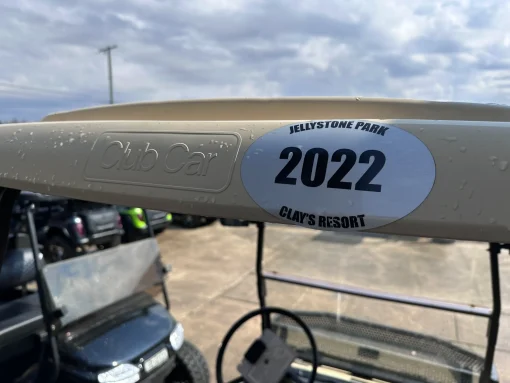 Club Car
JELLYSTONE PARK
2022
CLAY'S RESORT